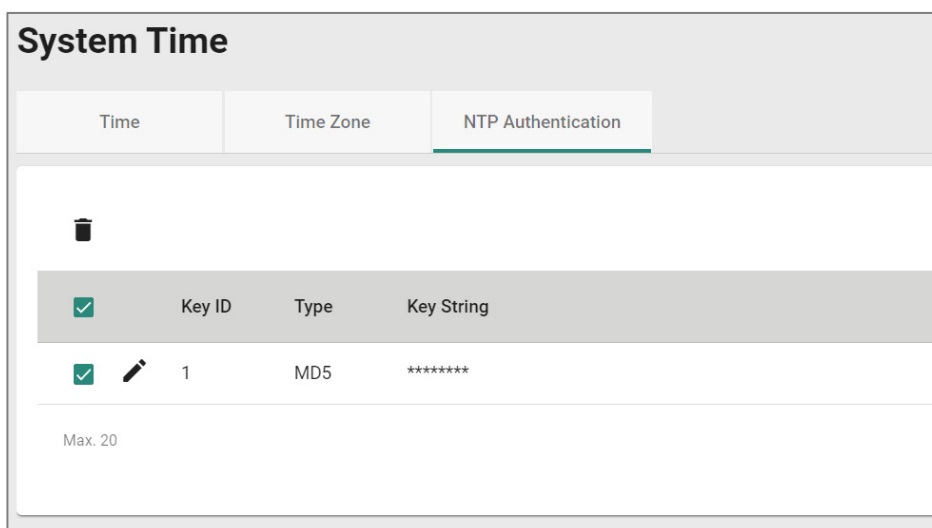 System Time
Time Time Zone NTP Authentication
Key ID Type Key String
1 MD5 ********
Max. 20